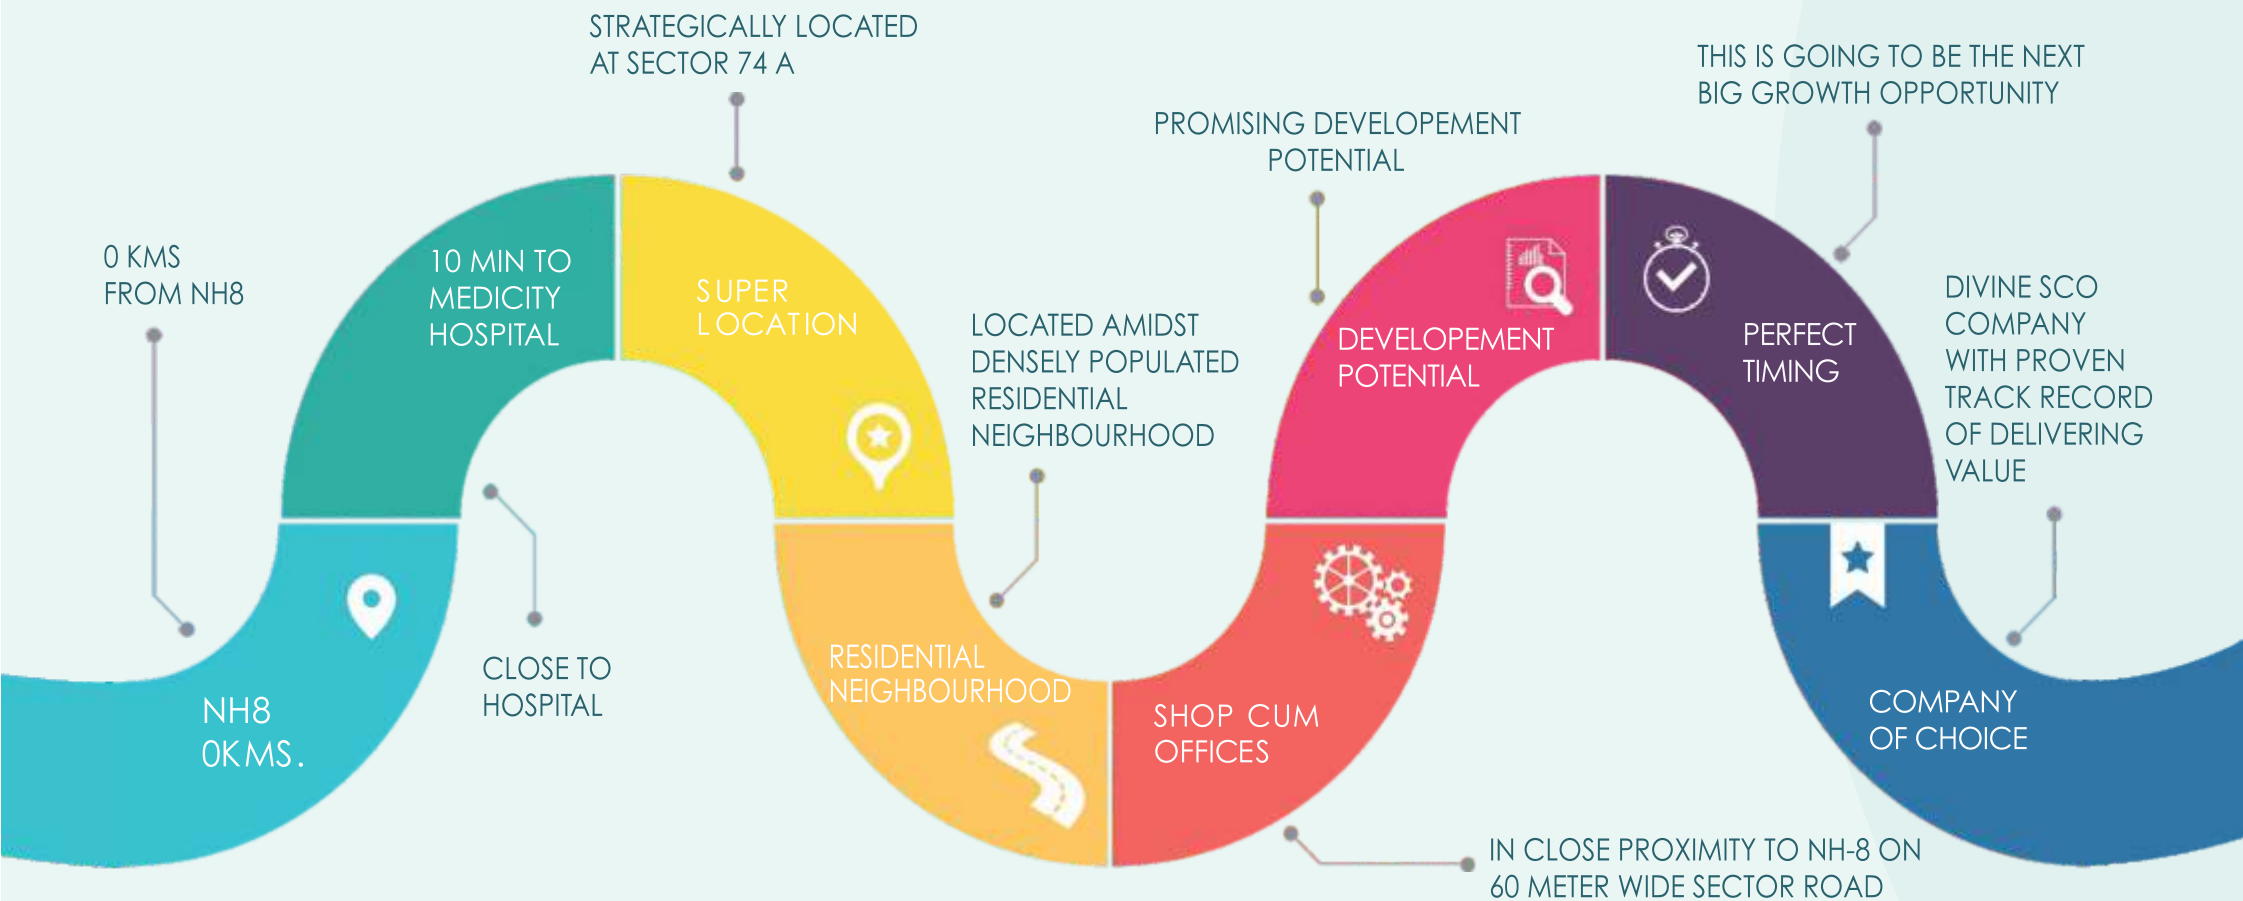 STRATEGICALLY LOCATED
AT SECTOR 74 A
THIS IS GOING TO BE THE NEXT
BIG GROWTH OPPORTUNITY
PROMISING DEVELOPEMENT
POTENTIAL
0 KMS
FROM NH8
10 MIN TO
MEDICITY
HOSPITAL
SUPER
LOCATION
LOCATED AMIDST
DENSELY POPULATED
RESIDENTIAL
NEIGHBOURHOOD
DEVELOPEMENT
POTENTIAL
PERFECT
TIMING
DIVINE SCO
COMPANY
WITH PROVEN
TRACK RECORD
OF DELIVERING
VALUE
NH8
0KMS.
CLOSE TO
HOSPITAL
RESIDENTIAL
NEIGHBOURHOOD
SHOP CUM
OFFICES
COMPANY
OF CHOICE
IN CLOSE PROXIMITY TO NH-8 ON
60 METER WIDE SECTOR ROAD